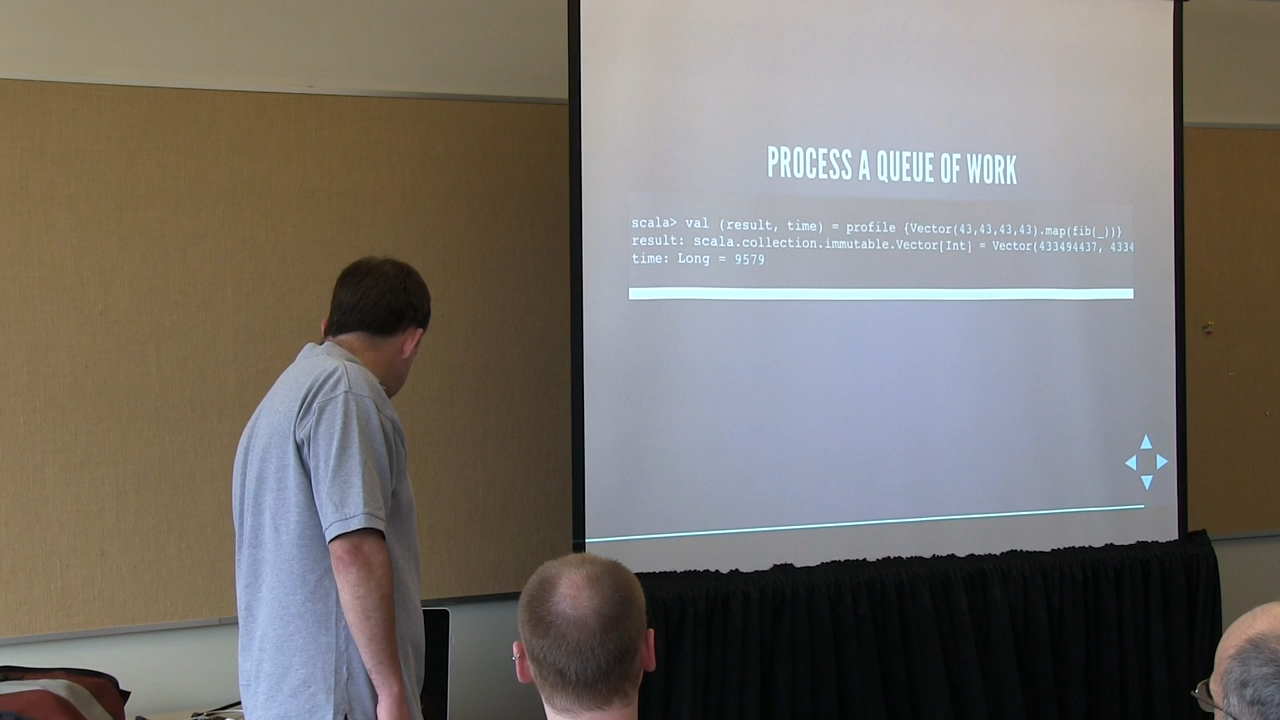 PROCESS A QUEUE OF WORK
scala> val (result, time) = profile {Vector(43,43,43,43).map(fib(_))}
result: scala.collection.immutable.Vector[Int] = Vector(433494437, 4334
time: Long = 9579